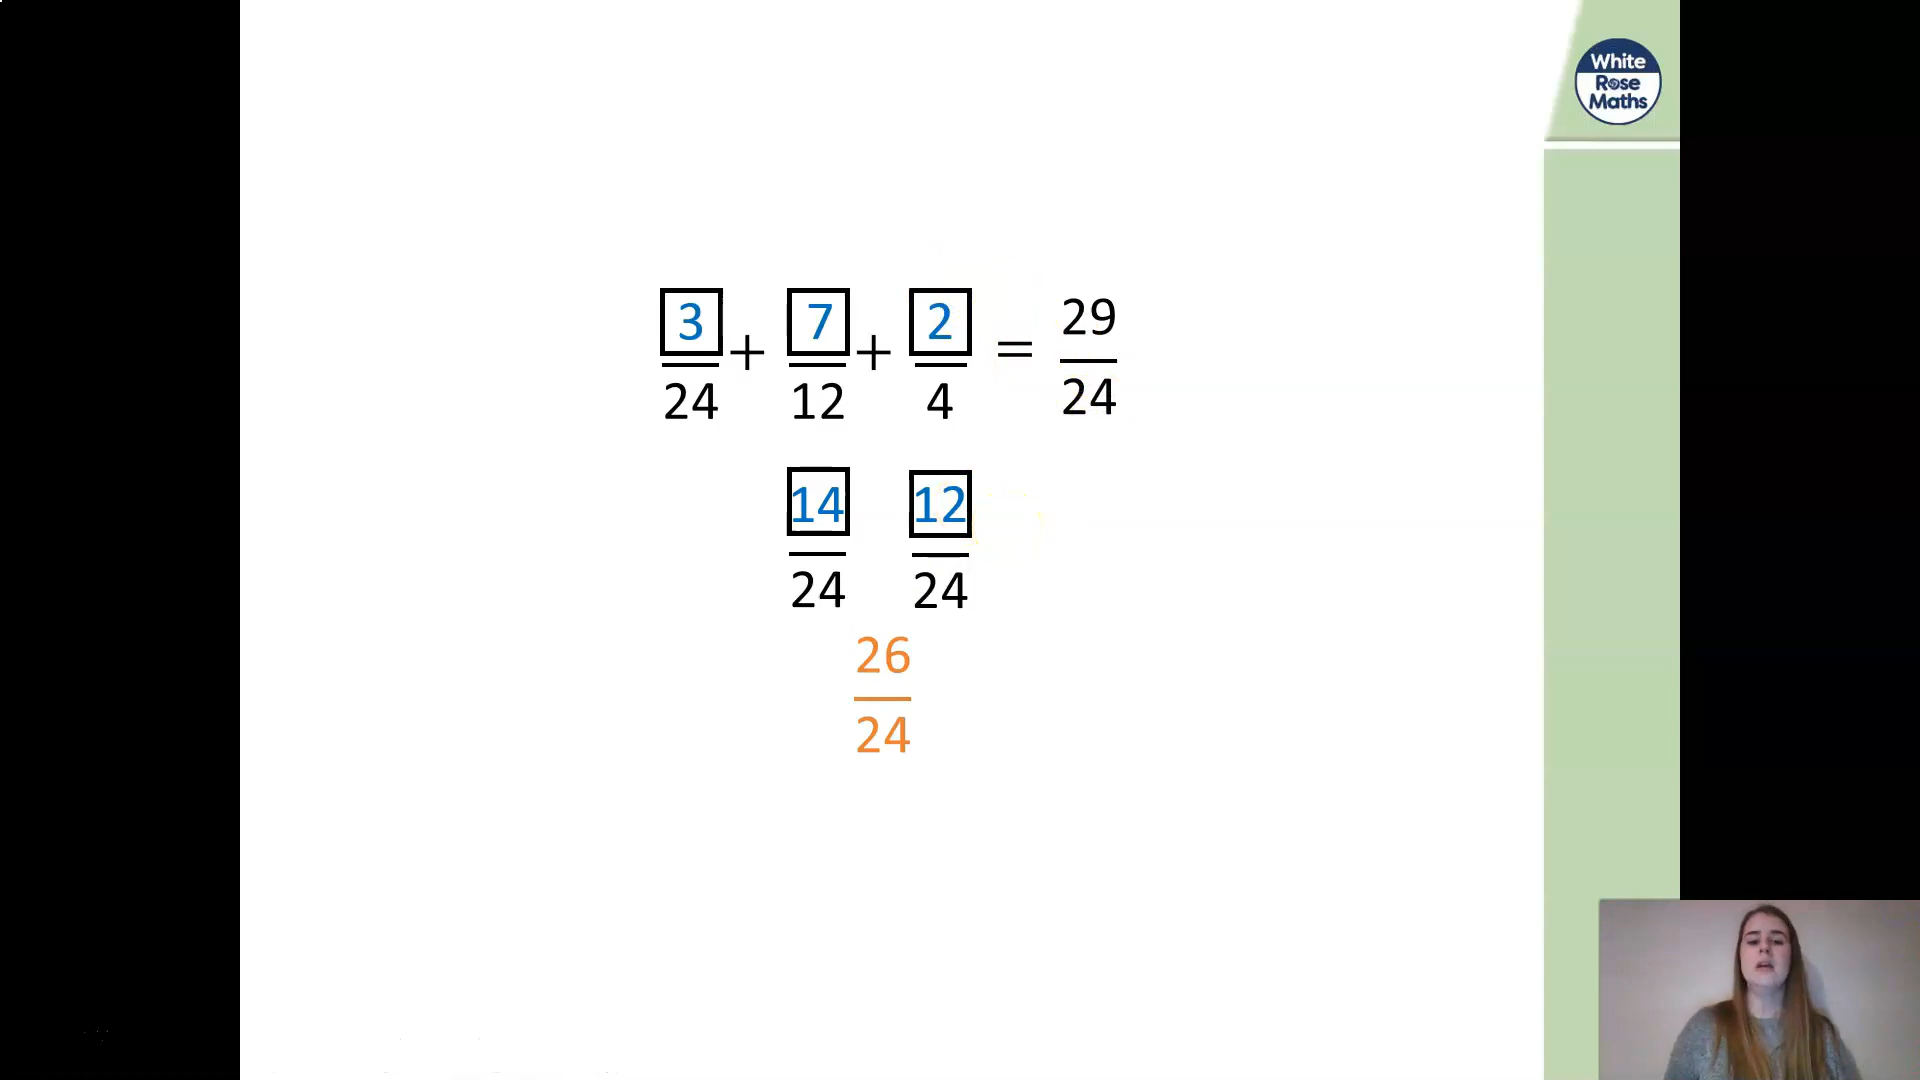 White
Rose
Maths
3/24 + 7/12 + 2/4 = 29/24
14/24 12/24
26/24